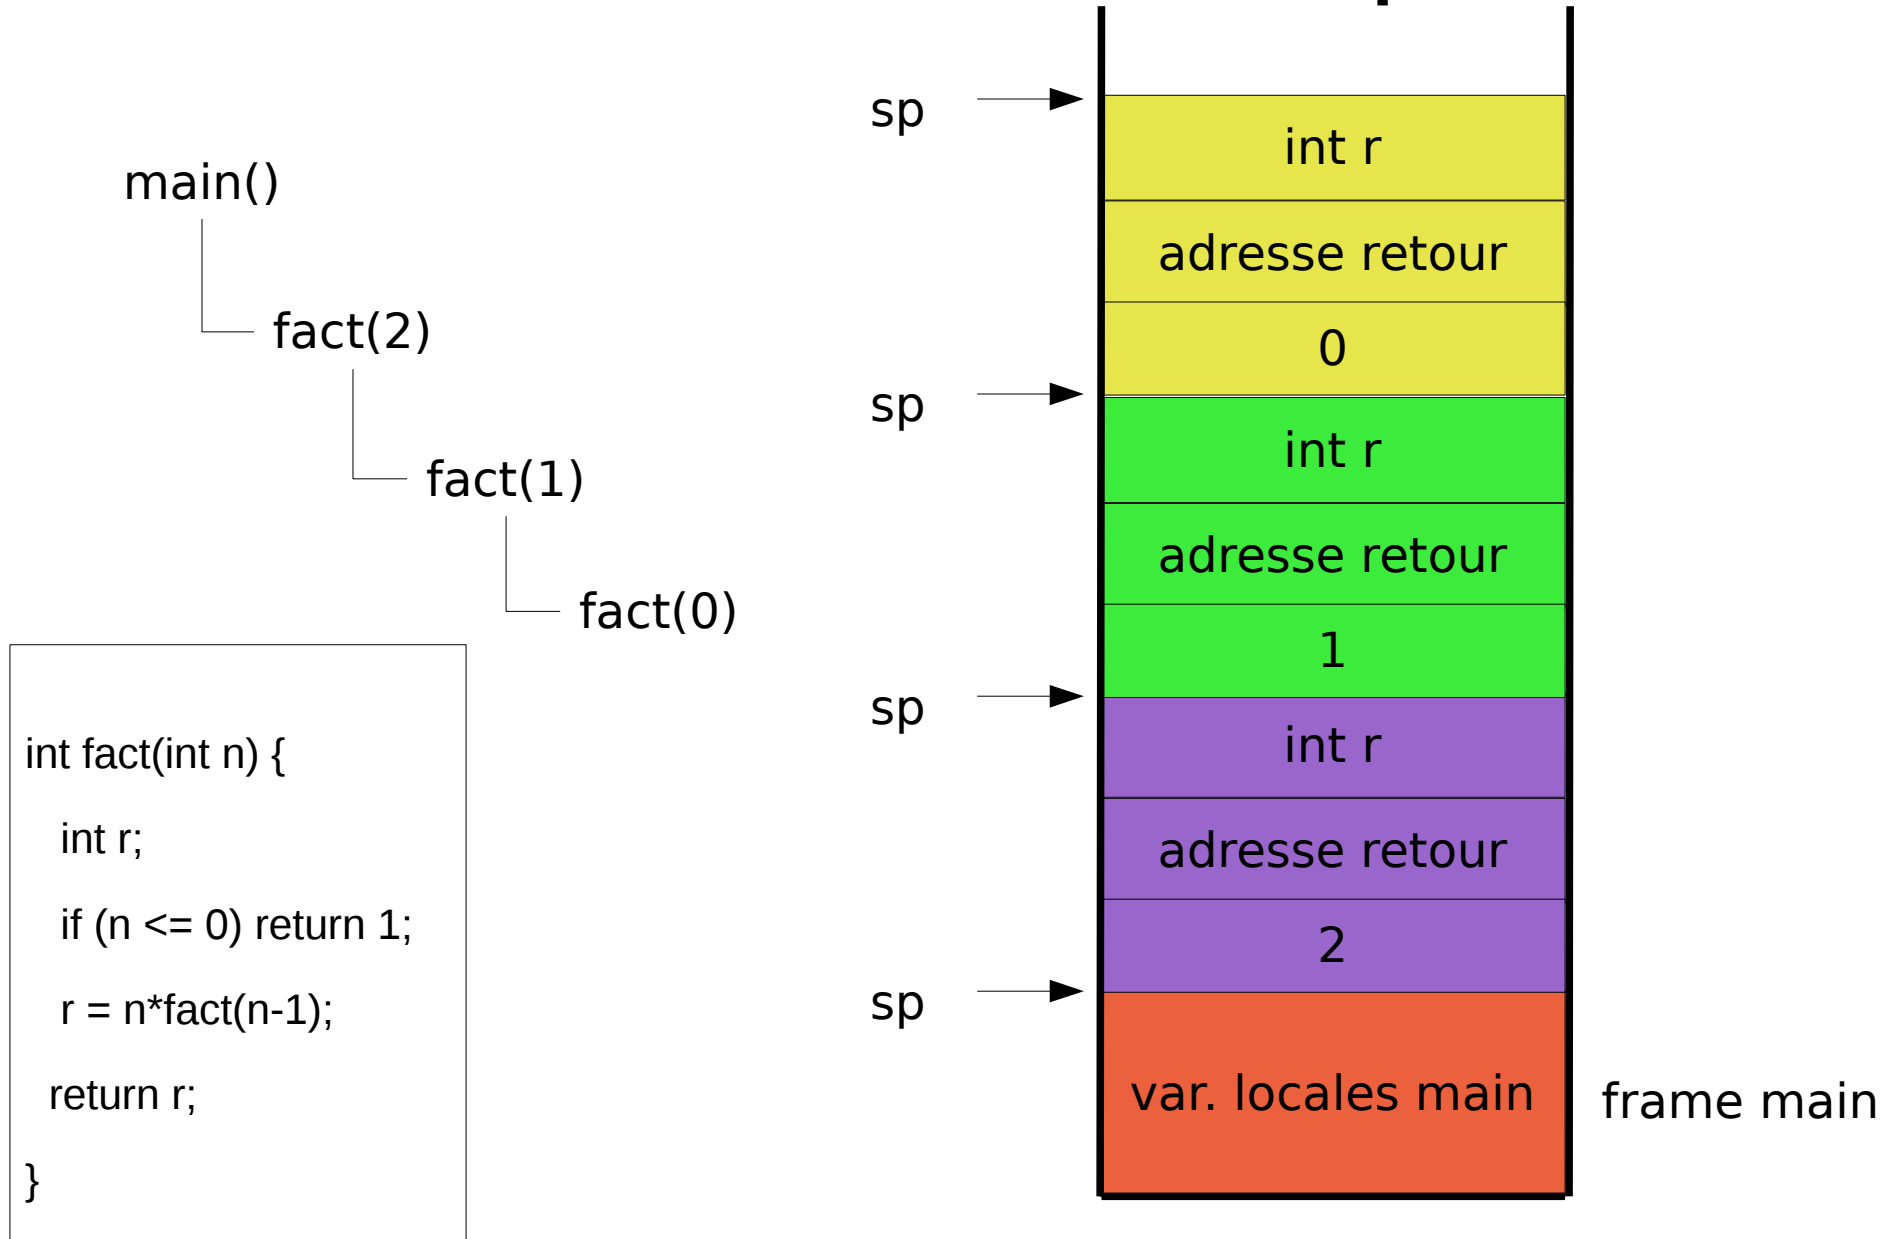 main()
fact(2)
fact(1)
fact(0)
int fact(int n) {
int r;
if (n <= 0) return 1;
r = n*fact(n-1);
return r;
}
sp
int r
adresse retour
0
sp
int r
adresse retour
1
sp
int r
adresse retour
2
sp
var. locales main
frame main